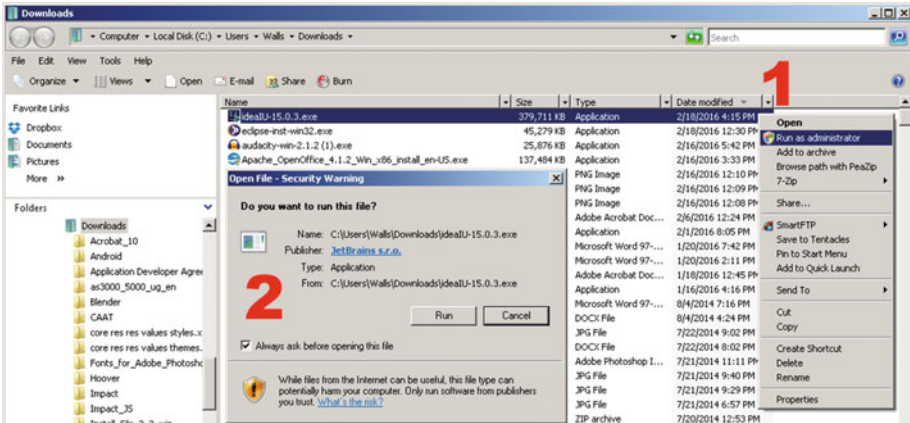 Downloads
Computer Local Disk (C:) Users Walls Downloads
Search
File Edit View Tools Help
Organize Views Open E-mail Share Burn
1
Favorite Links
Dropbox
Documents
Pictures
More »
Folders
Downloads
Acrobat_10
Android
Application Developer Agree
as3000_5000_ug_en
Blender
CAAT
core res res values styles.x
core res res values themes.
Fonts_for_Adobe_Photosho
Hoover
Impact
Impact_JS
Name Size Type Date modified
ideaIU-15.0.3.exe 379,711 KB Application 2/18/2016 4:15 PM
eclipse-inst-win32.exe 45,279 KB Application 2/18/2016 12:30 PM
audacity-win-2.1.2 (1).exe 25,876 KB Application 2/16/2016 5:42 PM
Apache_OpenOffice_4.1.2_Win_x86_install_en-US.exe 137,484 KB Application 2/16/2016 3:33 PM
PNG Image 2/16/2016 12:10 PM
PNG Image 2/16/2016 12:09 PM
PNG Image 2/16/2016 12:08 PM
Adobe Acrobat Doc... 2/6/2016 12:24 PM
Application 2/1/2016 8:05 PM
Microsoft Word 97-... 1/20/2016 7:42 PM
Microsoft Word 97-... 1/20/2016 2:11 PM
Adobe Acrobat Doc... 1/18/2016 12:45 PM
Application 1/16/2016 4:16 PM
Microsoft Word 97-... 8/4/2014 7:16 PM
DOCX File 8/4/2014 4:24 PM
JPG File 7/22/2014 9:02 PM
DOCX File 7/22/2014 8:02 PM
Adobe Photoshop I... 7/21/2014 11:11 PM
JPG File 7/21/2014 9:40 PM
JPG File 7/21/2014 9:29 PM
JPG File 7/21/2014 6:57 PM
ZIP archive 7/20/2014 12:53 PM
Open File - Security Warning
Do you want to run this file?
Name: C:\Users\Walls\Downloads\ideaIU-15.0.3.exe
Publisher: JetBrains s.r.o.
Type: Application
From: C:\Users\Walls\Downloads\ideaIU-15.0.3.exe
2
Run Cancel
Always ask before opening this file
While files from the Internet can be useful, this file type can
potentially harm your computer. Only run software from publishers
you trust. What's the risk?
Open
Run as administrator
Add to archive
Browse path with PeaZip
7-Zip
Share...
SmartFTP
Save to Tentacles
Pin to Start Menu
Add to Quick Launch
Send To
Cut
Copy
Create Shortcut
Delete
Rename
Properties